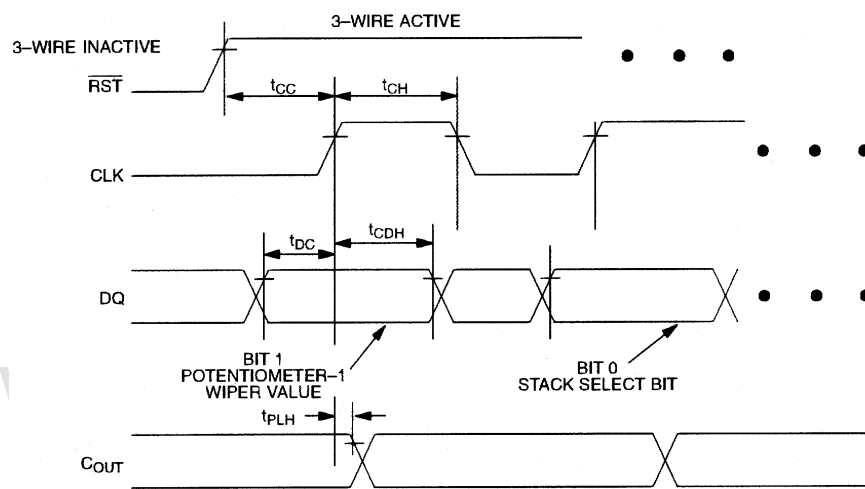 3–WIRE ACTIVE
3–WIRE INACTIVE
RST
tCC
tCH
CLK
tDC
tCDH
DQ
BIT 1
POTENTIOMETER–1
WIPER VALUE
BIT 0
STACK SELECT BIT
tPLH
COUT